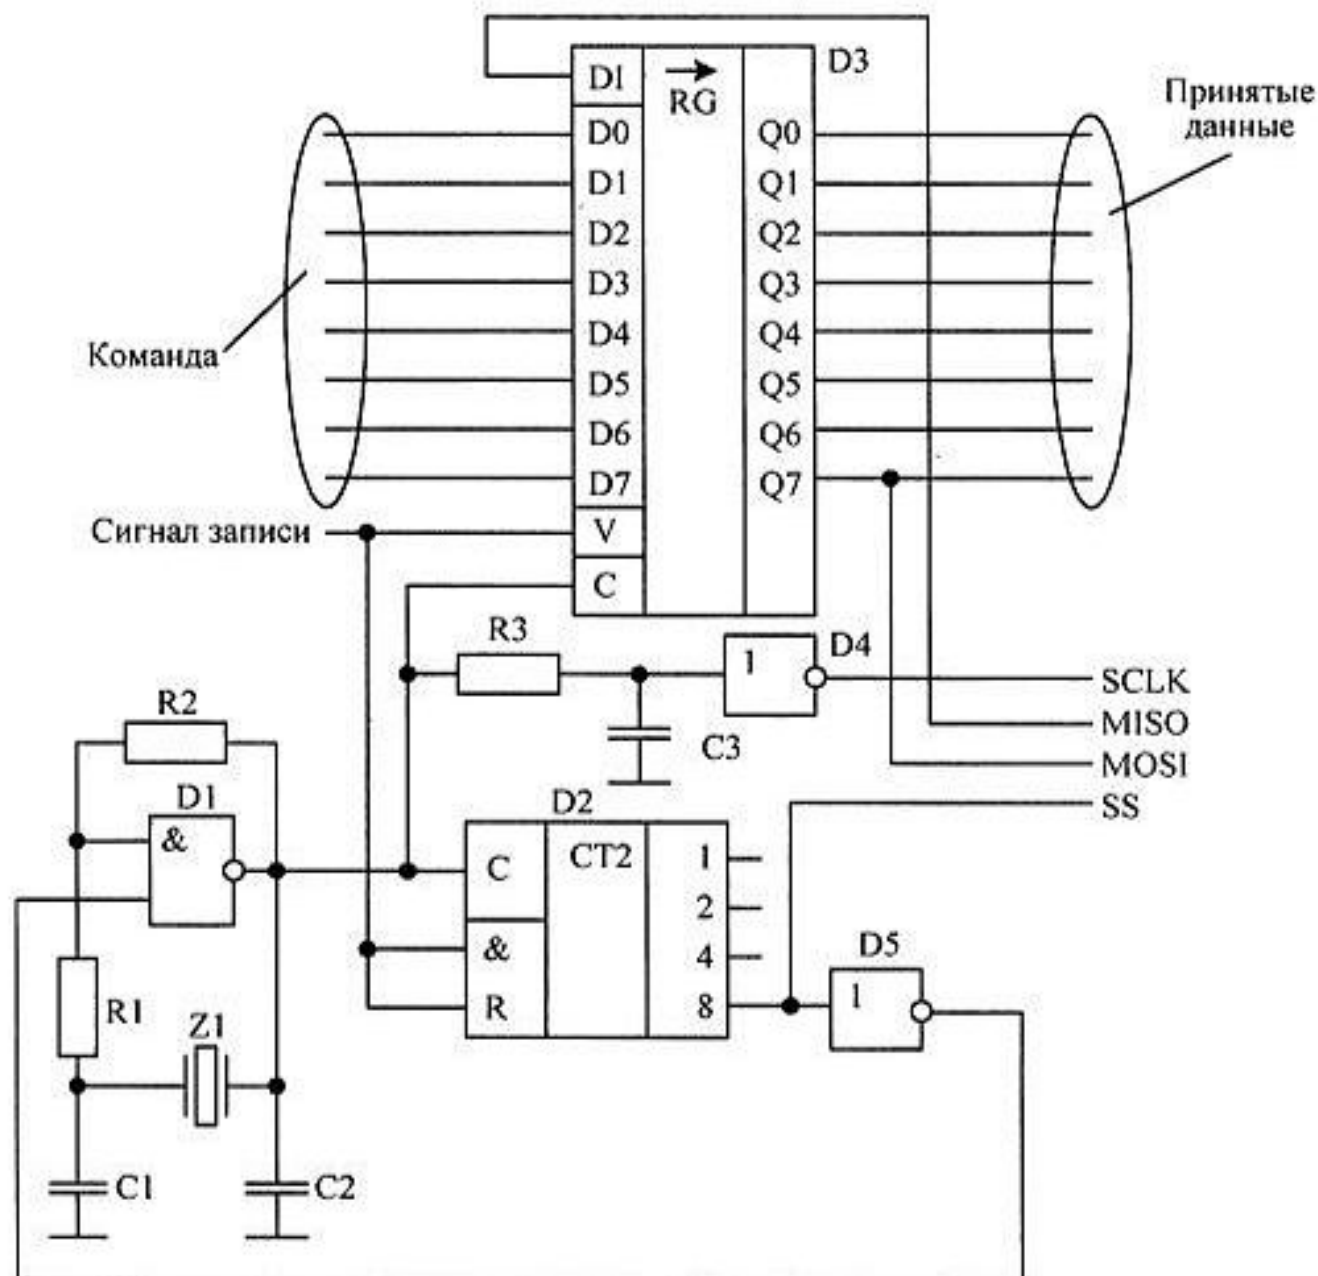 DI
→
RG
D3
Принятые
данные
D0
Q0
D1
Q1
D2
Q2
D3
Q3
D4
Q4
D5
Q5
D6
Q6
D7
Q7
Команда
Сигнал записи
V
C
R3
1
D4
SCLK
C3
MISO
MOSI
SS
R2
D1
&
D2
C
CT2
1
2
4
8
&
R
D5
1
R1
Z1
C1
C2